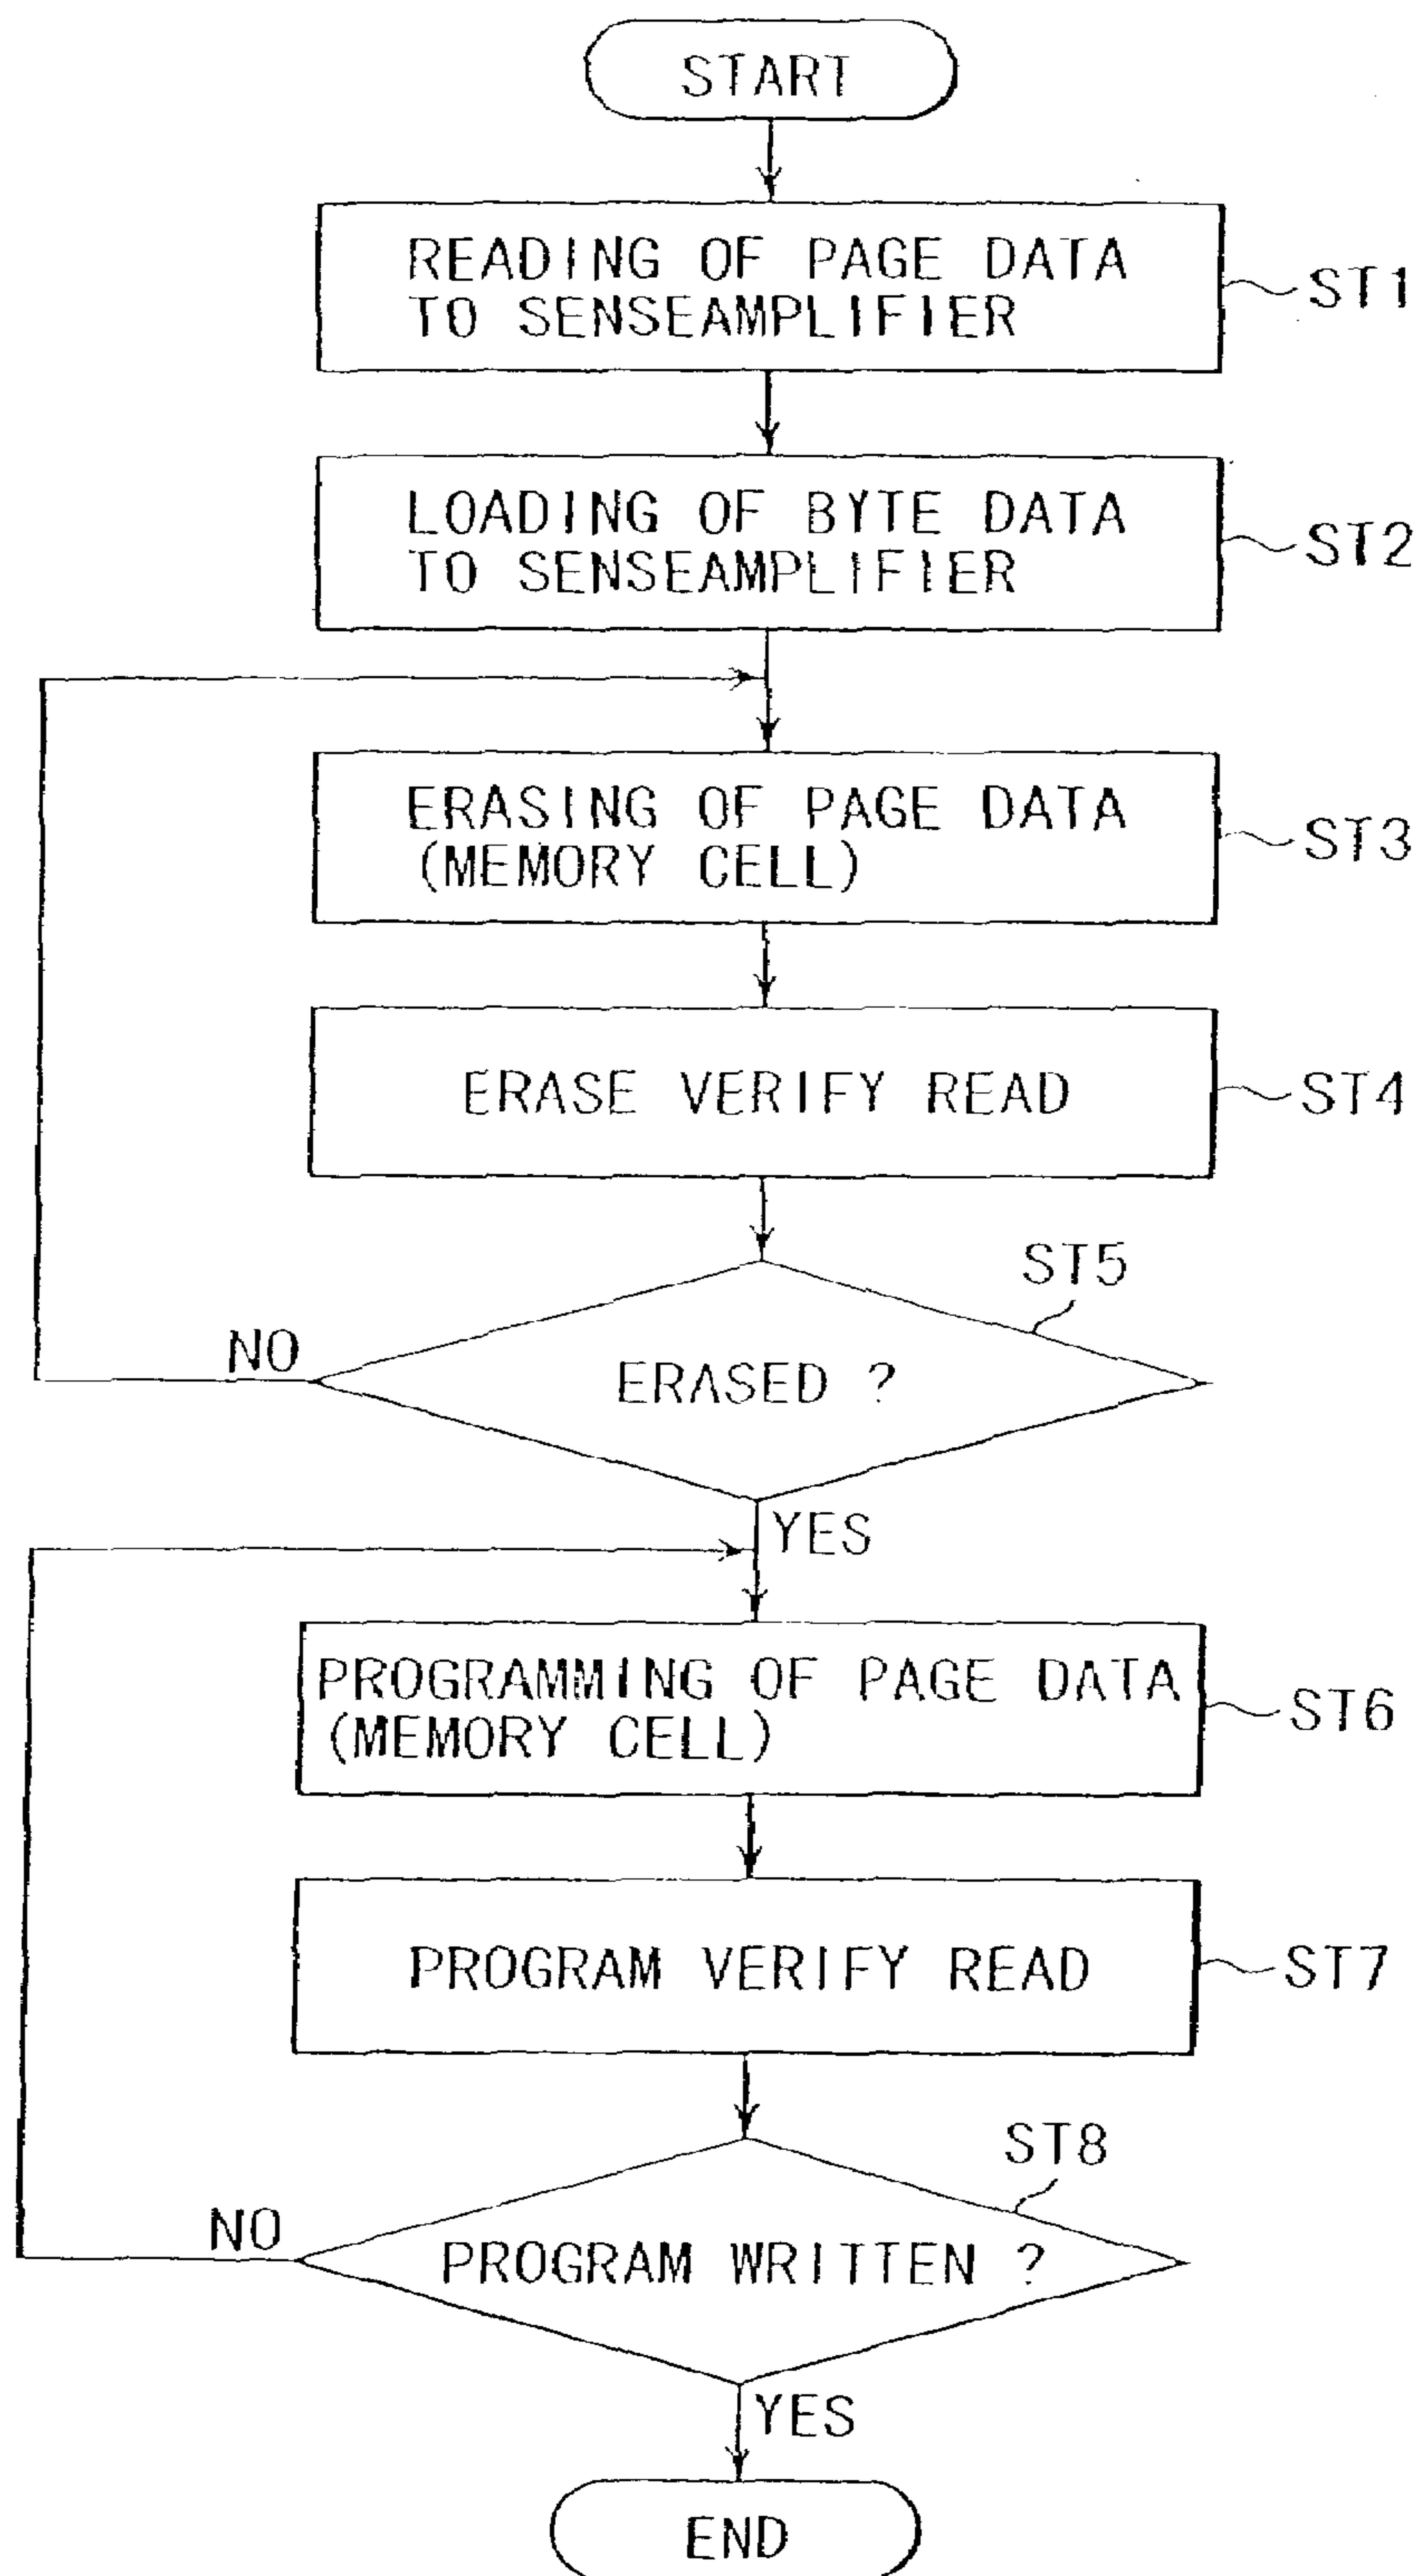 START
READING OF PAGE DATA
TO SENSEAMPLIFIER
ST1
LOADING OF BYTE DATA
TO SENSEAMPLIFIER
ST2
ERASING OF PAGE DATA
(MEMORY CELL)
ST3
ERASE VERIFY READ
ST4
ST5
NO
ERASED ?
YES
PROGRAMMING OF PAGE DATA
(MEMORY CELL)
ST6
PROGRAM VERIFY READ
ST7
ST8
NO
PROGRAM WRITTEN ?
YES
END